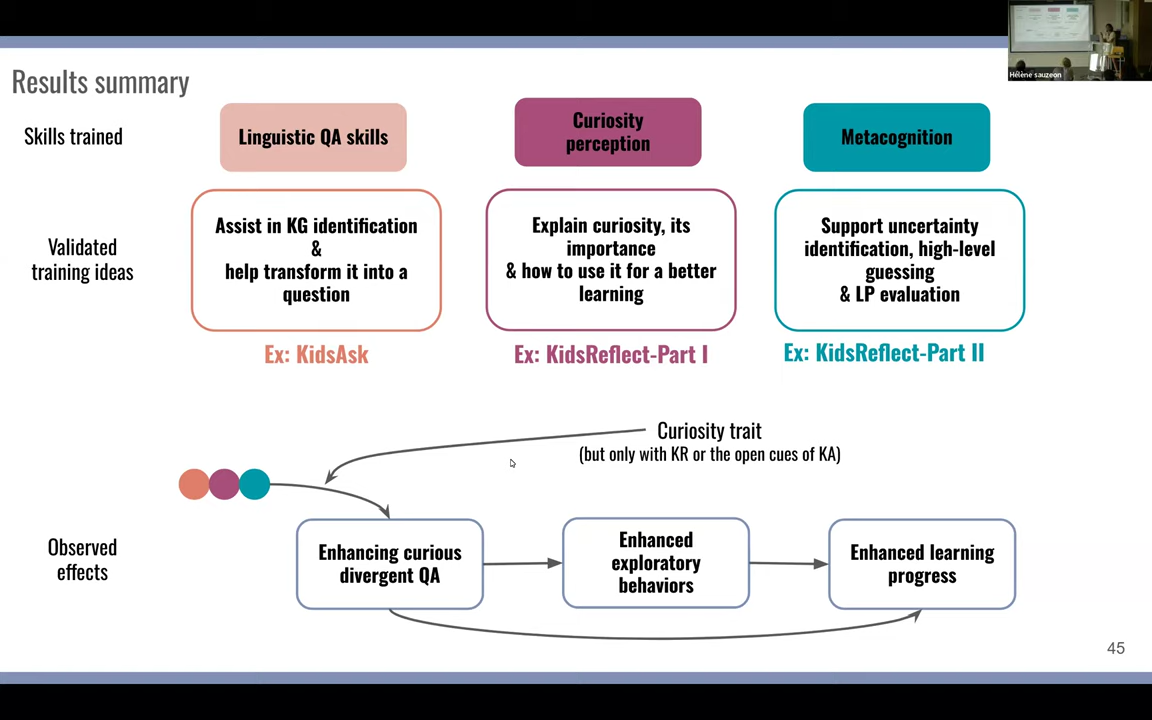 Hélène sauzeon
Results summary
Skills trained
Linguistic QA skills
Curiosity
perception
Metacognition
Validated
training ideas
Assist in KG identification
&
help transform it into a
question
Explain curiosity, its
importance
& how to use it for a better
learning
Support uncertainty
identification, high-level
guessing
& LP evaluation
Ex: KidsAsk
Ex: KidsReflect-Part I
Ex: KidsReflect-Part II
Curiosity trait
(but only with KR or the open cues of KA)
Observed
effects
Enhancing curious
divergent QA
Enhanced
exploratory
behaviors
Enhanced learning
progress
45